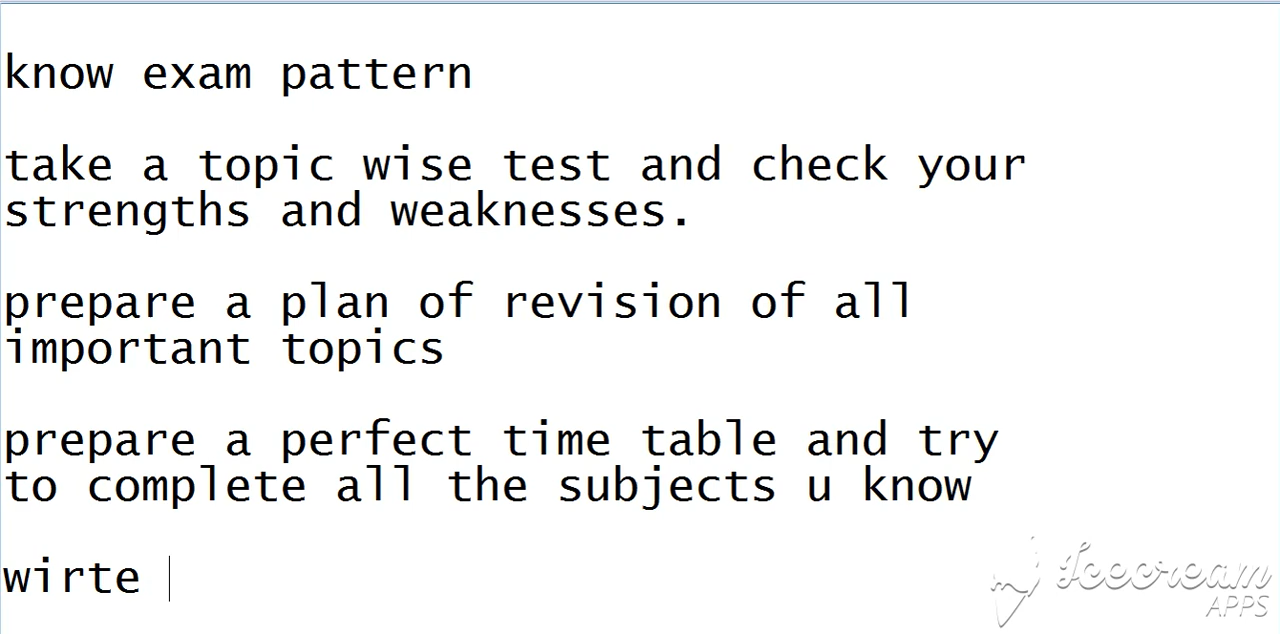 know exam pattern
take a topic wise test and check your
strengths and weaknesses.
prepare a plan of revision of all
important topics
prepare a perfect time table and try
to complete all the subjects u know
wirte
Icecream
APPS